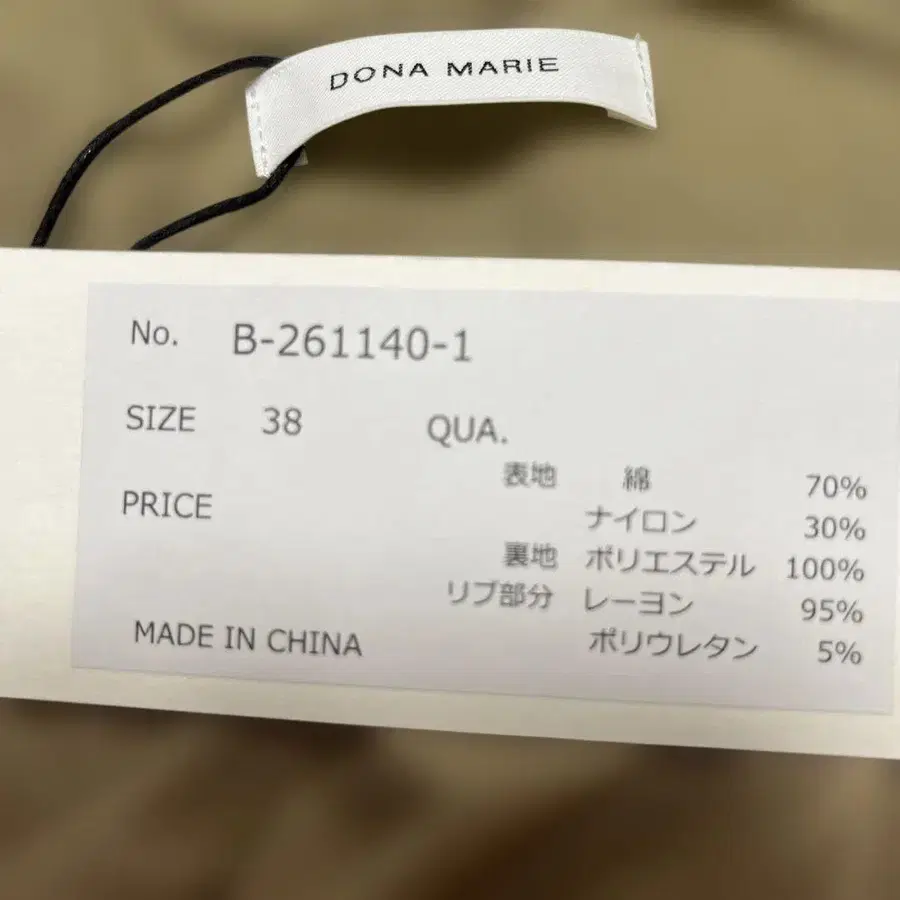 DONA MARIE
No. B-261140-1
SIZE 38 QUA.
表地 綿 70%
PRICE ナイロン 30%
裏地 ポリエステル 100%
リブ部分 レーヨン 95%
MADE IN CHINA ポリウレタン 5%